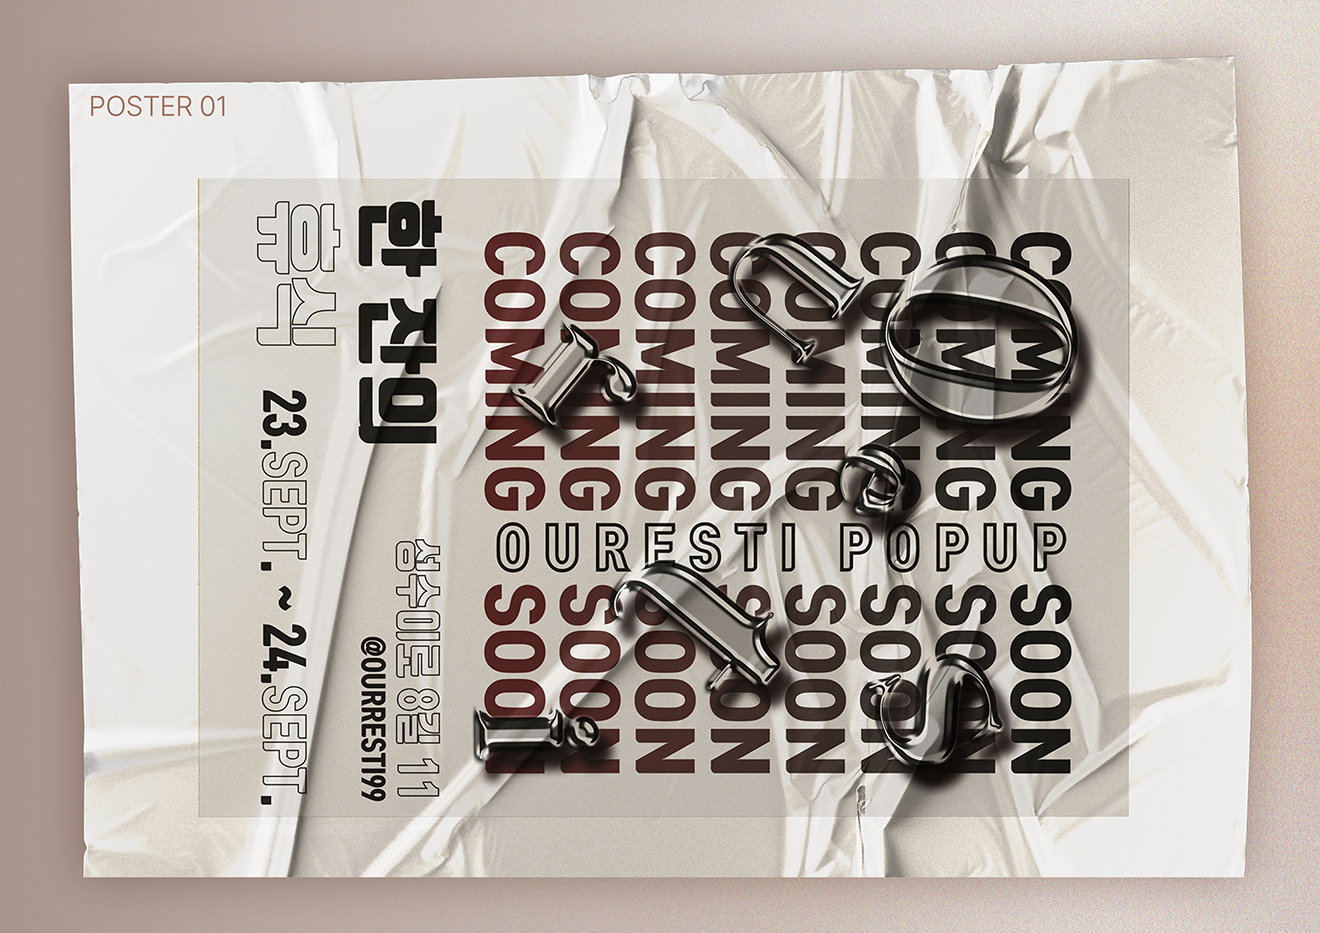 POSTER 01
COMING SOON
COMING SOON
COMING SOON
COMING SOON
COMING SOON
COMING SOON
COMING SOON
COMING SOON
OURESTI POPUP
한 잔의
휴식
23.SEPT. ~ 24.SEPT.
성수이로 8길 11
@OURRESTI99